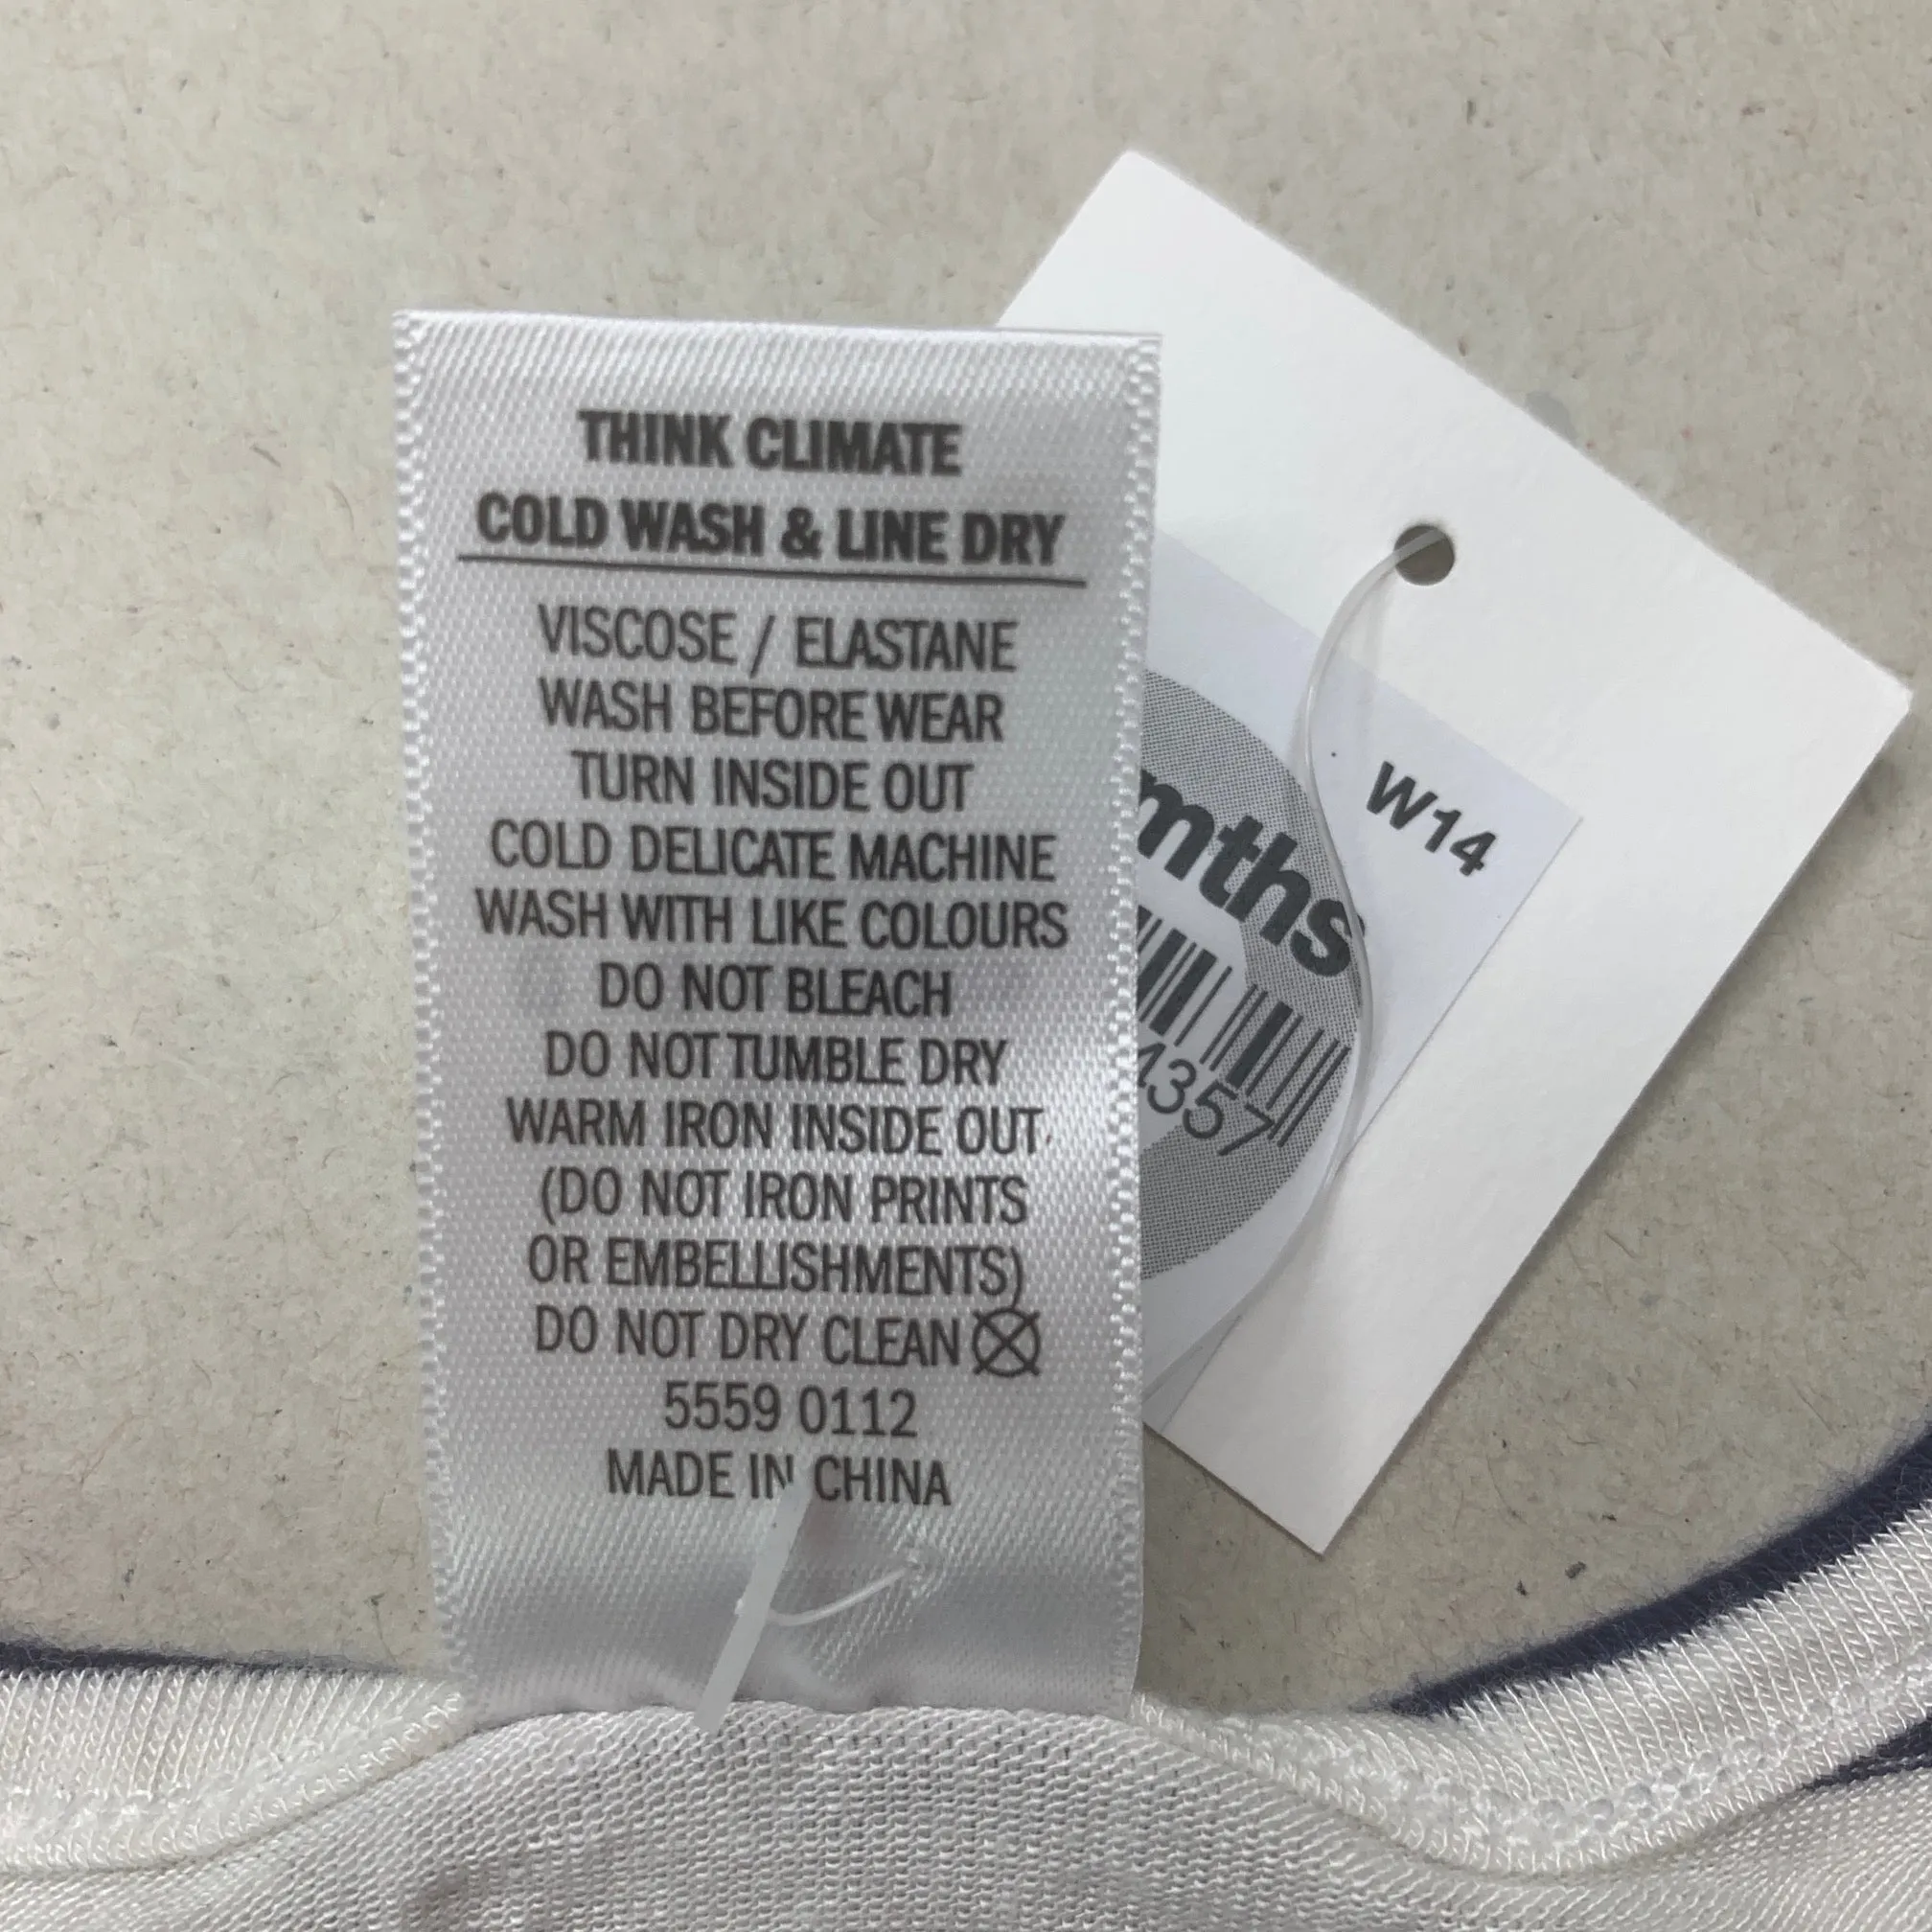 THINK CLIMATE
COLD WASH & LINE DRY
VISCOSE / ELASTANE
WASH BEFORE WEAR
TURN INSIDE OUT
COLD DELICATE MACHINE
WASH WITH LIKE COLOURS
DO NOT BLEACH
DO NOT TUMBLE DRY
WARM IRON INSIDE OUT
(DO NOT IRON PRINTS
OR EMBELLISHMENTS)
DO NOT DRY CLEAN
5559 0112
MADE IN CHINA
W14
mths
4357